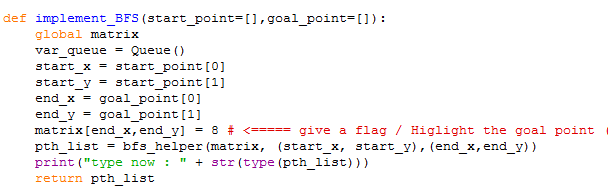 def implement_BFS(start_point=[],goal_point=[]):
    global matrix
    var_queue = Queue()
    start_x = start_point[0]
    start_y = start_point[1]
    end_x = goal_point[0]
    end_y = goal_point[1]
    matrix[end_x,end_y] = 8 # <===== give a flag / Higlight the goal point (
    pth_list = bfs_helper(matrix, (start_x, start_y),(end_x,end_y))
    print("type now : " + str(type(pth_list)))
    return pth_list